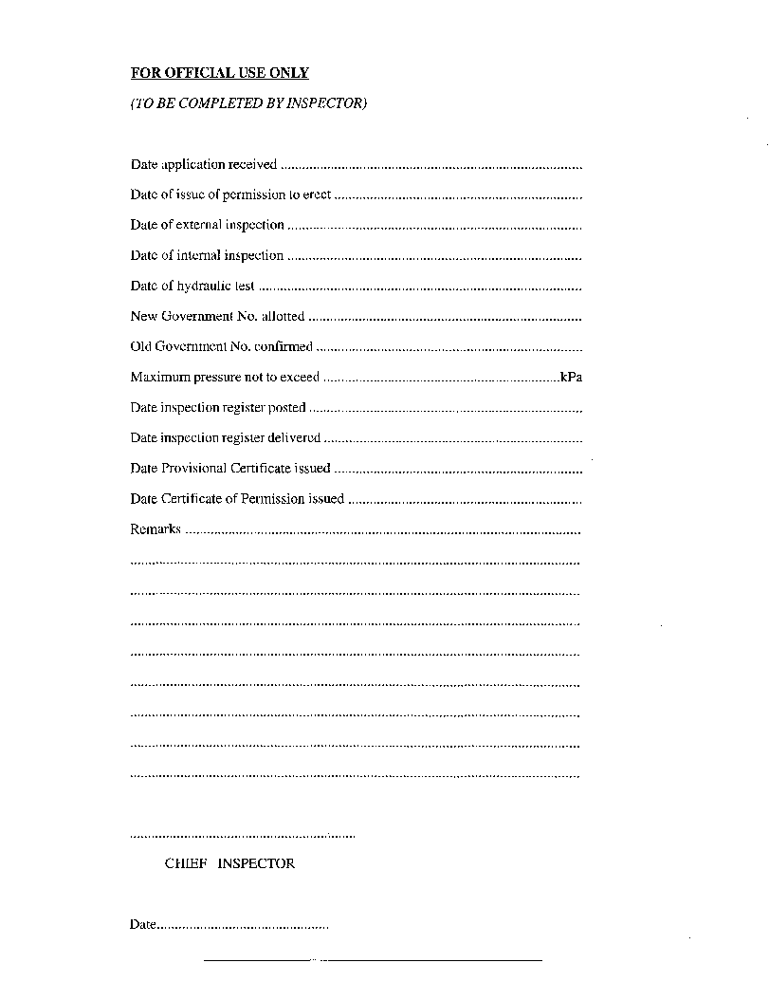 FOR OFFICIAL USE ONLY
(TO BE COMPLETED BY INSPECTOR)
Date application received ....................................................................................
Date of issue of permission to erect .....................................................................
Date of external inspection ..................................................................................
Date of internal inspection ..................................................................................
Date of hydraulic test ..........................................................................................
New Government No. allotted ............................................................................
Old Government No. confirmed ..........................................................................
Maximum pressure not to exceed ..................................................................kPa
Date inspection register posted ............................................................................
Date inspection register delivered ........................................................................
Date Provisional Certificate issued .....................................................................
Date Certificate of Permission issued .................................................................
Remarks ..............................................................................................................
.............................................................................................................................
.............................................................................................................................
.............................................................................................................................
.............................................................................................................................
.............................................................................................................................
.............................................................................................................................
.............................................................................................................................
.............................................................................................................................
...............................................................
CHIEF INSPECTOR
Date................................................